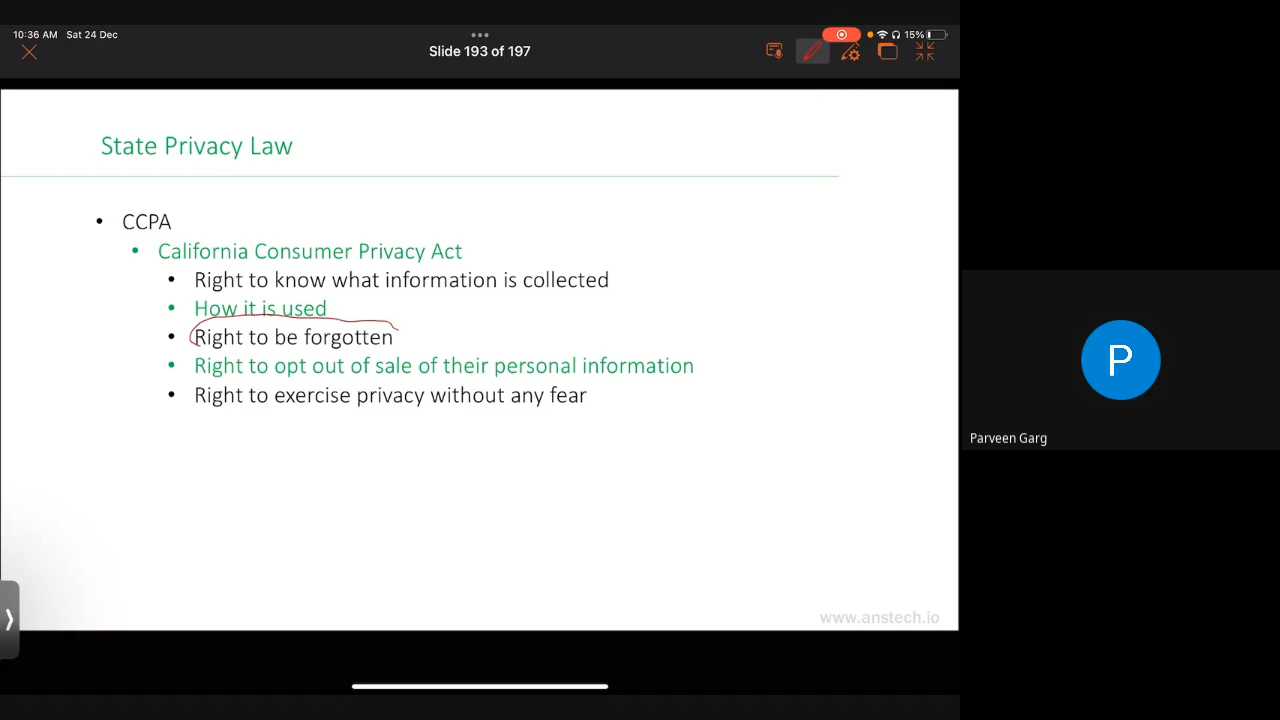 10:36 AM Sat 24 Dec
15%
Slide 193 of 197
State Privacy Law
• CCPA
• California Consumer Privacy Act
• Right to know what information is collected
• How it is used
• Right to be forgotten
• Right to opt out of sale of their personal information
• Right to exercise privacy without any fear
www.anstech.io
P
Parveen Garg